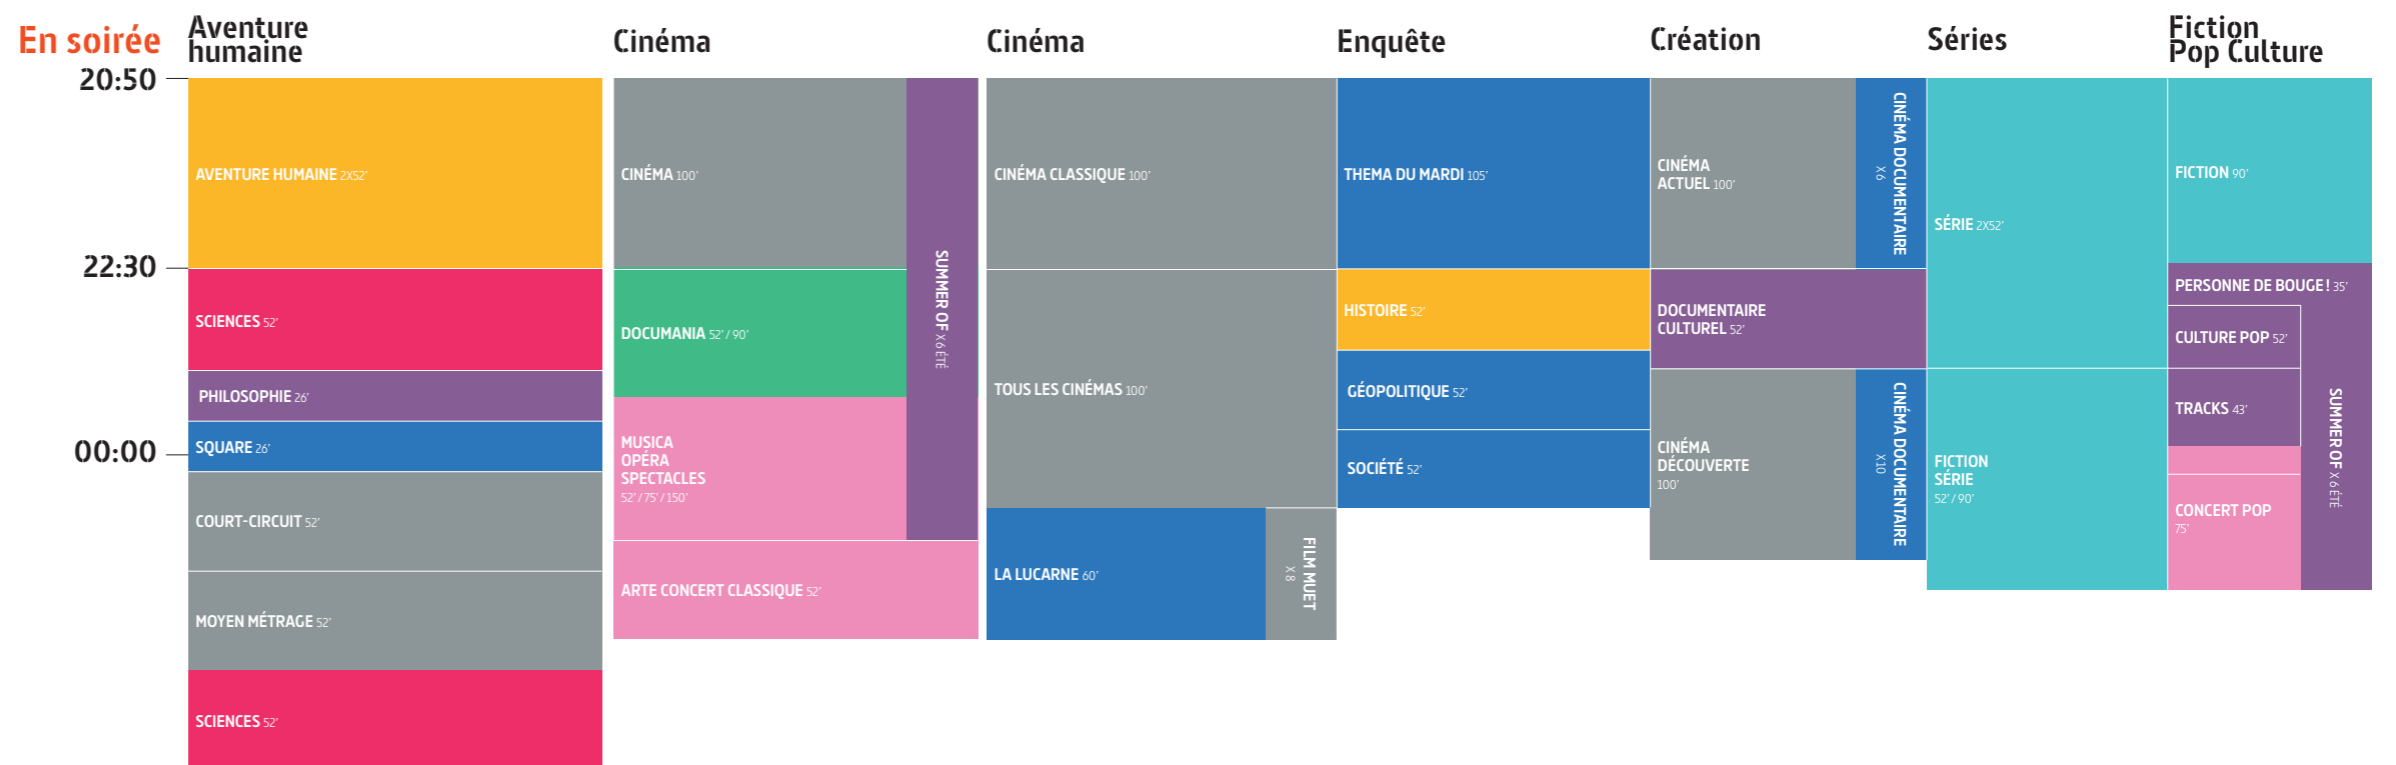 En soirée
Aventure
humaine
Cinéma
Cinéma
Enquête
Création
Séries
Fiction
Pop Culture
20:50
22:30
00:00
AVENTURE HUMAINE 2X52’
SCIENCES 52’
PHILOSOPHIE 26’
SQUARE 26’
COURT-CIRCUIT 52’
MOYEN MÉTRAGE 52’
SCIENCES 52’
CINÉMA 100’
DOCUMANIA 52’ / 90’
MUSICA
OPÉRA
SPECTACLES
52’ / 75’ / 150’
ARTE CONCERT CLASSIQUE 52’
SUMMER OF X 6 ÉTÉ
CINÉMA CLASSIQUE 100’
TOUS LES CINÉMAS 100’
LA LUCARNE 60’
FILM MUET
X 8
THEMA DU MARDI 105’
HISTOIRE 52’
GÉOPOLITIQUE 52’
SOCIÉTÉ 52’
CINÉMA
ACTUEL 100’
CINÉMA DOCUMENTAIRE
X 6
DOCUMENTAIRE
CULTUREL 52’
CINÉMA
DÉCOUVERTE
100’
CINÉMA DOCUMENTAIRE
X 10
SÉRIE 2X52’
FICTION
SÉRIE
52’ / 90’
FICTION 90’
PERSONNE DE BOUGE ! 35’
CULTURE POP 52’
TRACKS 43’
CONCERT POP
75’
SUMMER OF X 6 ÉTÉ